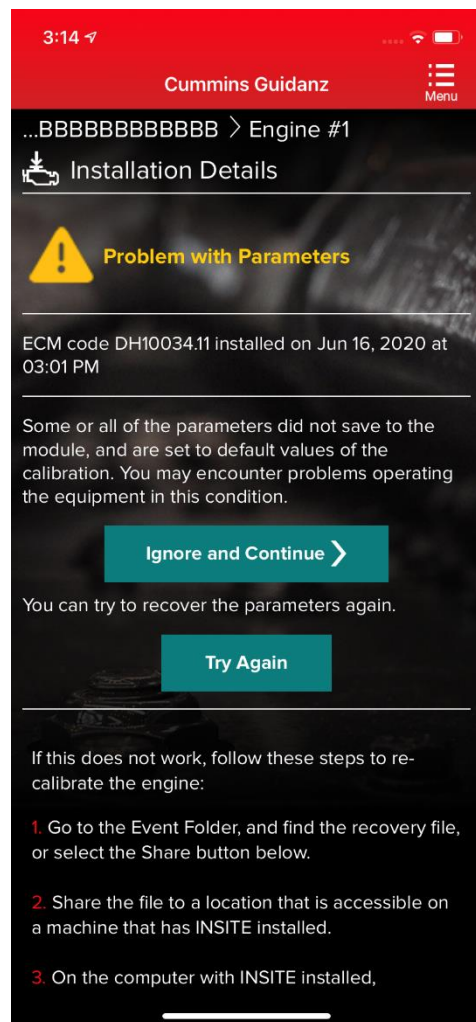 3:14
Cummins Guidanz
Menu
...BBBBBBBBBBBBB > Engine #1
Installation Details
Problem with Parameters
ECM code DH10034.11 installed on Jun 16, 2020 at
03:01 PM
Some or all of the parameters did not save to the
module, and are set to default values of the
calibration. You may encounter problems operating
the equipment in this condition.
Ignore and Continue
You can try to recover the parameters again.
Try Again
If this does not work, follow these steps to re-
calibrate the engine:
1. Go to the Event Folder, and find the recovery file,
or select the Share button below.
2. Share the file to a location that is accessible on
a machine that has INSITE installed.
3. On the computer with INSITE installed,